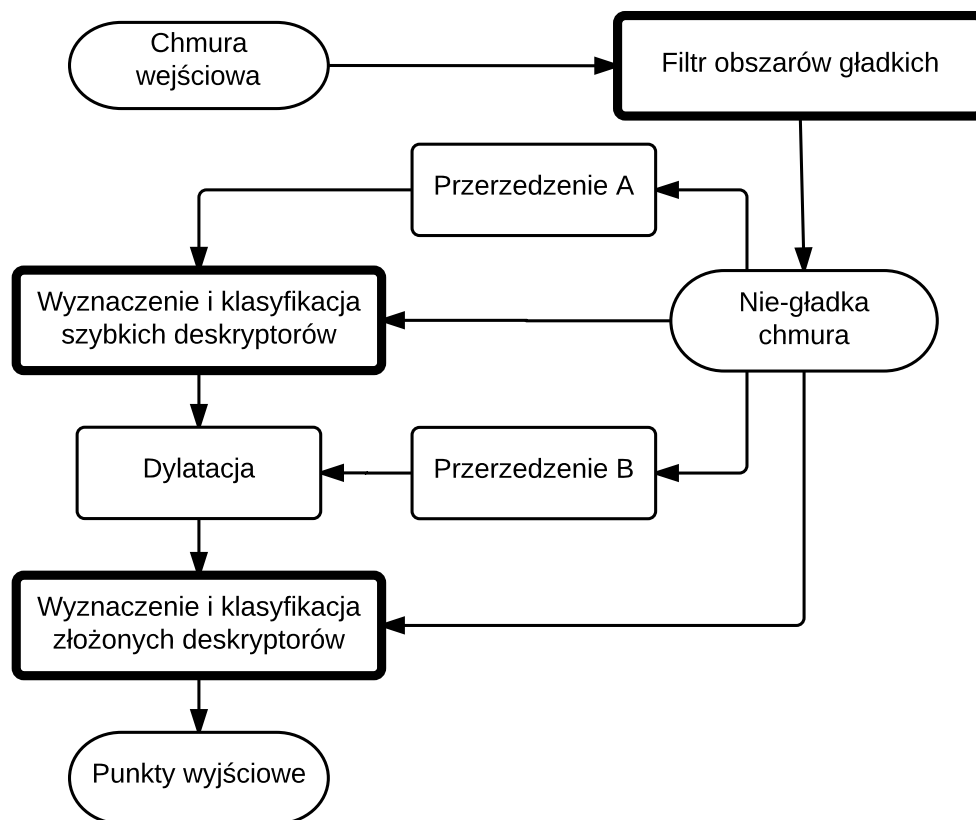 Chmura
wejściowa
Filtr obszarów gładkich
Przerzedzenie A
Wyznaczenie i klasyfikacja
szybkich deskryptorów
Nie-gładka
chmura
Dylatacja
Przerzedzenie B
Wyznaczenie i klasyfikacja
złożonych deskryptorów
Punkty wyjściowe